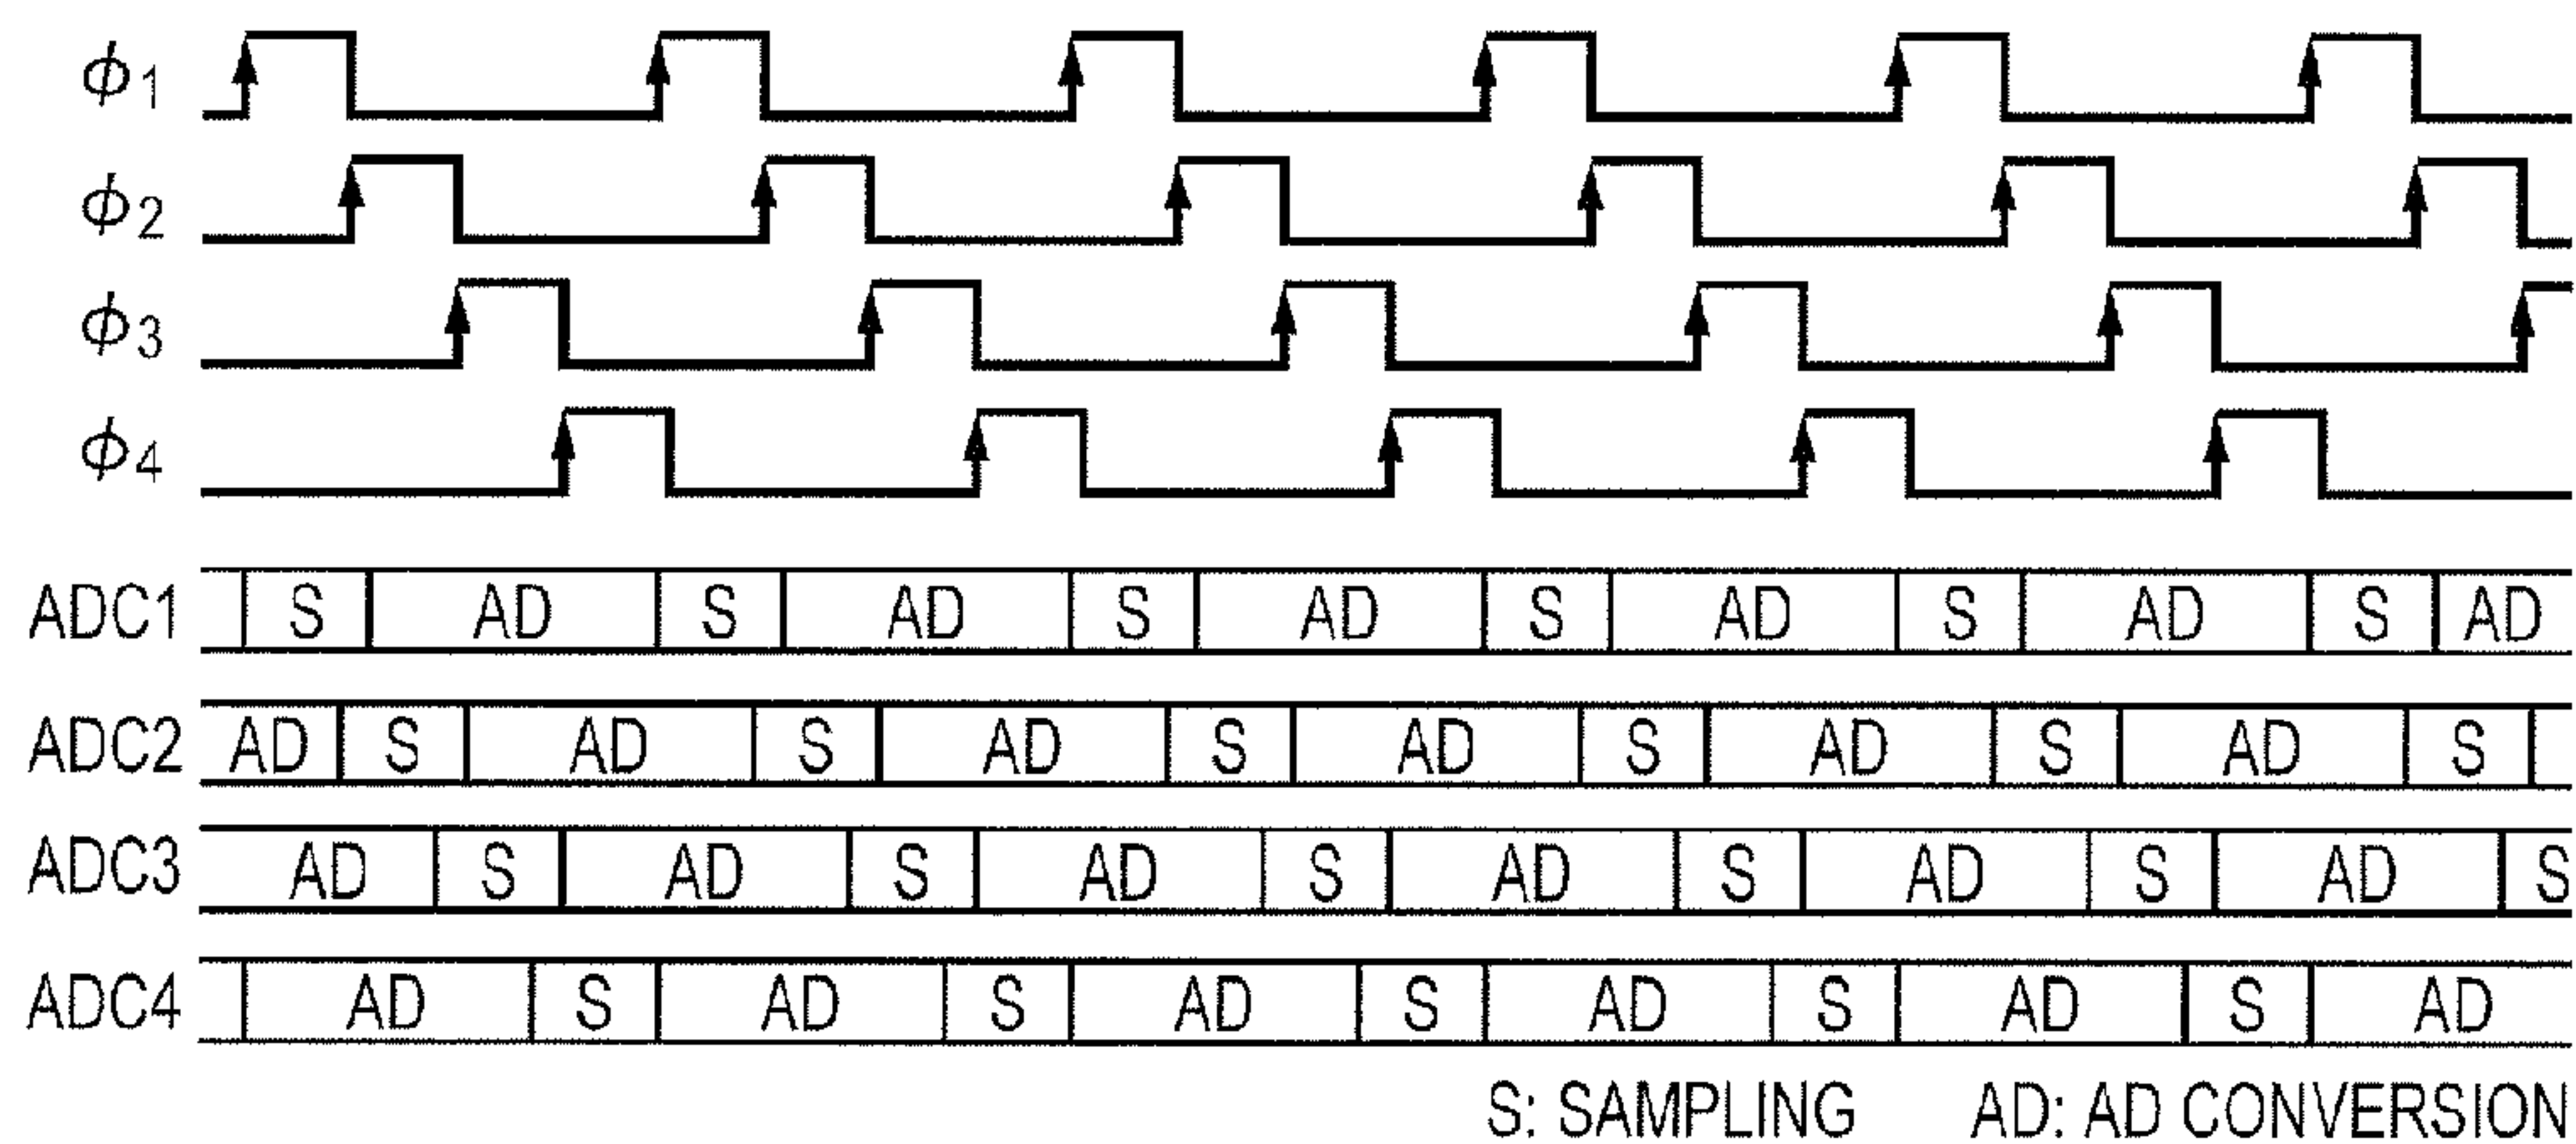 ϕ1
ϕ2
ϕ3
ϕ4
ADC1 S AD S AD S AD S AD S AD S AD
ADC2 AD S AD S AD S AD S AD S AD S
ADC3 AD S AD S AD S AD S AD S AD S
ADC4 AD S AD S AD S AD S AD S AD
S: SAMPLING AD: AD CONVERSION